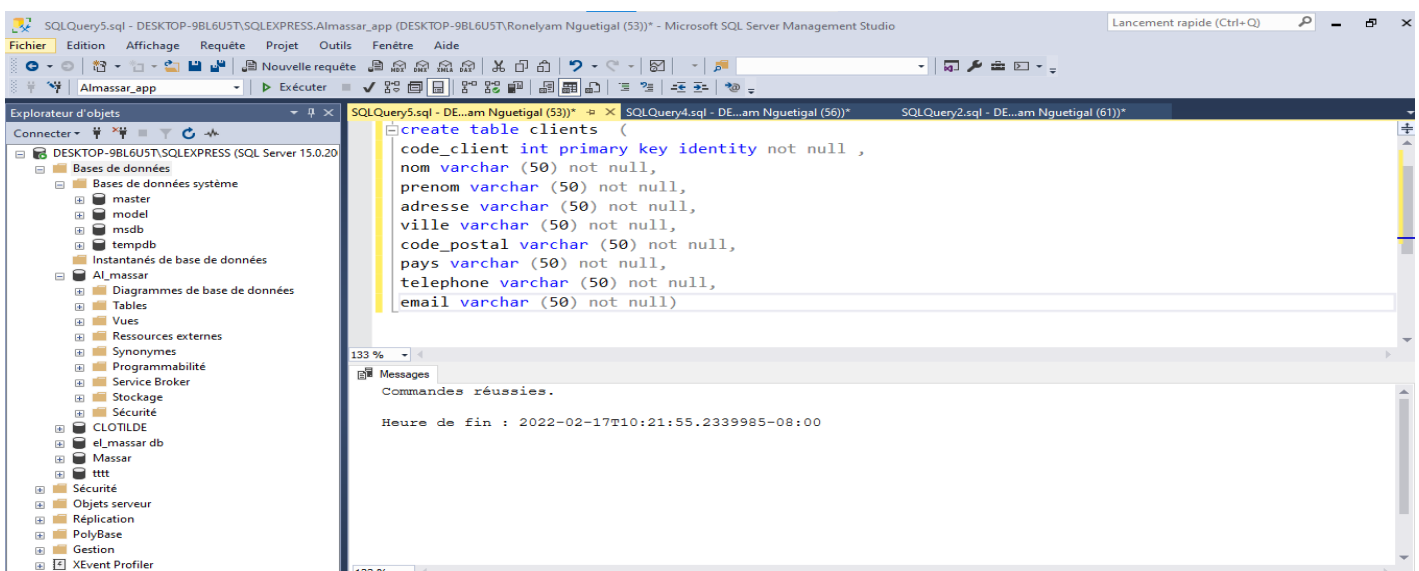 SQLQuery5.sql - DESKTOP-9BL6U5T\SQLEXPRESS.Almassar_app (DESKTOP-9BL6U5T\Ronelyam Nguetigal (53))* - Microsoft SQL Server Management Studio
Lancement rapide (Ctrl+Q)
Fichier Edition Affichage Requête Projet Outils Fenêtre Aide
Nouvelle requête
Almassar_app
Exécuter
Explorateur d'objets
SQLQuery5.sql - DE...am Nguetigal (53))*
SQLQuery4.sql - DE...am Nguetigal (56))*
SQLQuery2.sql - DE...am Nguetigal (61))*
Connecter
DESKTOP-9BL6U5T\SQLEXPRESS (SQL Server 15.0.20
Bases de données
Bases de données système
master
model
msdb
tempdb
Instantanés de base de données
Al_massar
Diagrammes de base de données
Tables
Vues
Ressources externes
Synonymes
Programmabilité
Service Broker
Stockage
Sécurité
CLOTILDE
el_massar db
Massar
tttt
Sécurité
Objets serveur
Réplication
PolyBase
Gestion
XEvent Profiler
create table clients (
code_client int primary key identity not null ,
nom varchar (50) not null,
prenom varchar (50) not null,
adresse varchar (50) not null,
ville varchar (50) not null,
code_postal varchar (50) not null,
pays varchar (50) not null,
telephone varchar (50) not null,
email varchar (50) not null)
133 %
Messages
Commandes réussies.
Heure de fin : 2022-02-17T10:21:55.2339985-08:00